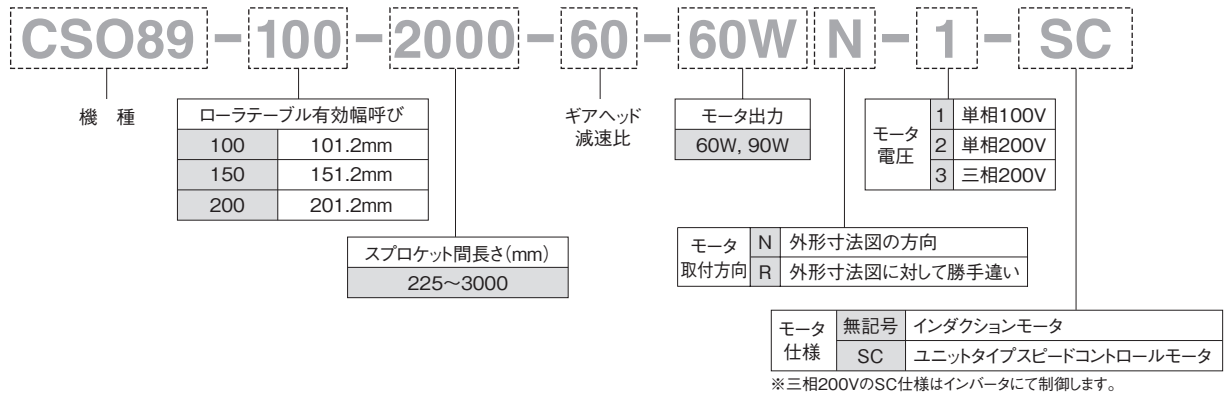 CSO89-100-2000-60-60W N-1-SC
機 種
ローラテーブル有効幅呼び
100 101.2mm
150 151.2mm
200 201.2mm
スプロケット間長さ(mm)
225〜3000
ギアヘッド
減速比
モータ出力
60W, 90W
モータ
電圧
1 単相100V
2 単相200V
3 三相200V
モータ
取付方向
N 外形寸法図の方向
R 外形寸法図に対して勝手違い
モータ
仕様
無記号 インダクションモータ
SC ユニットタイプスピードコントロールモータ
※三相200VのSC仕様はインバータにて制御します。